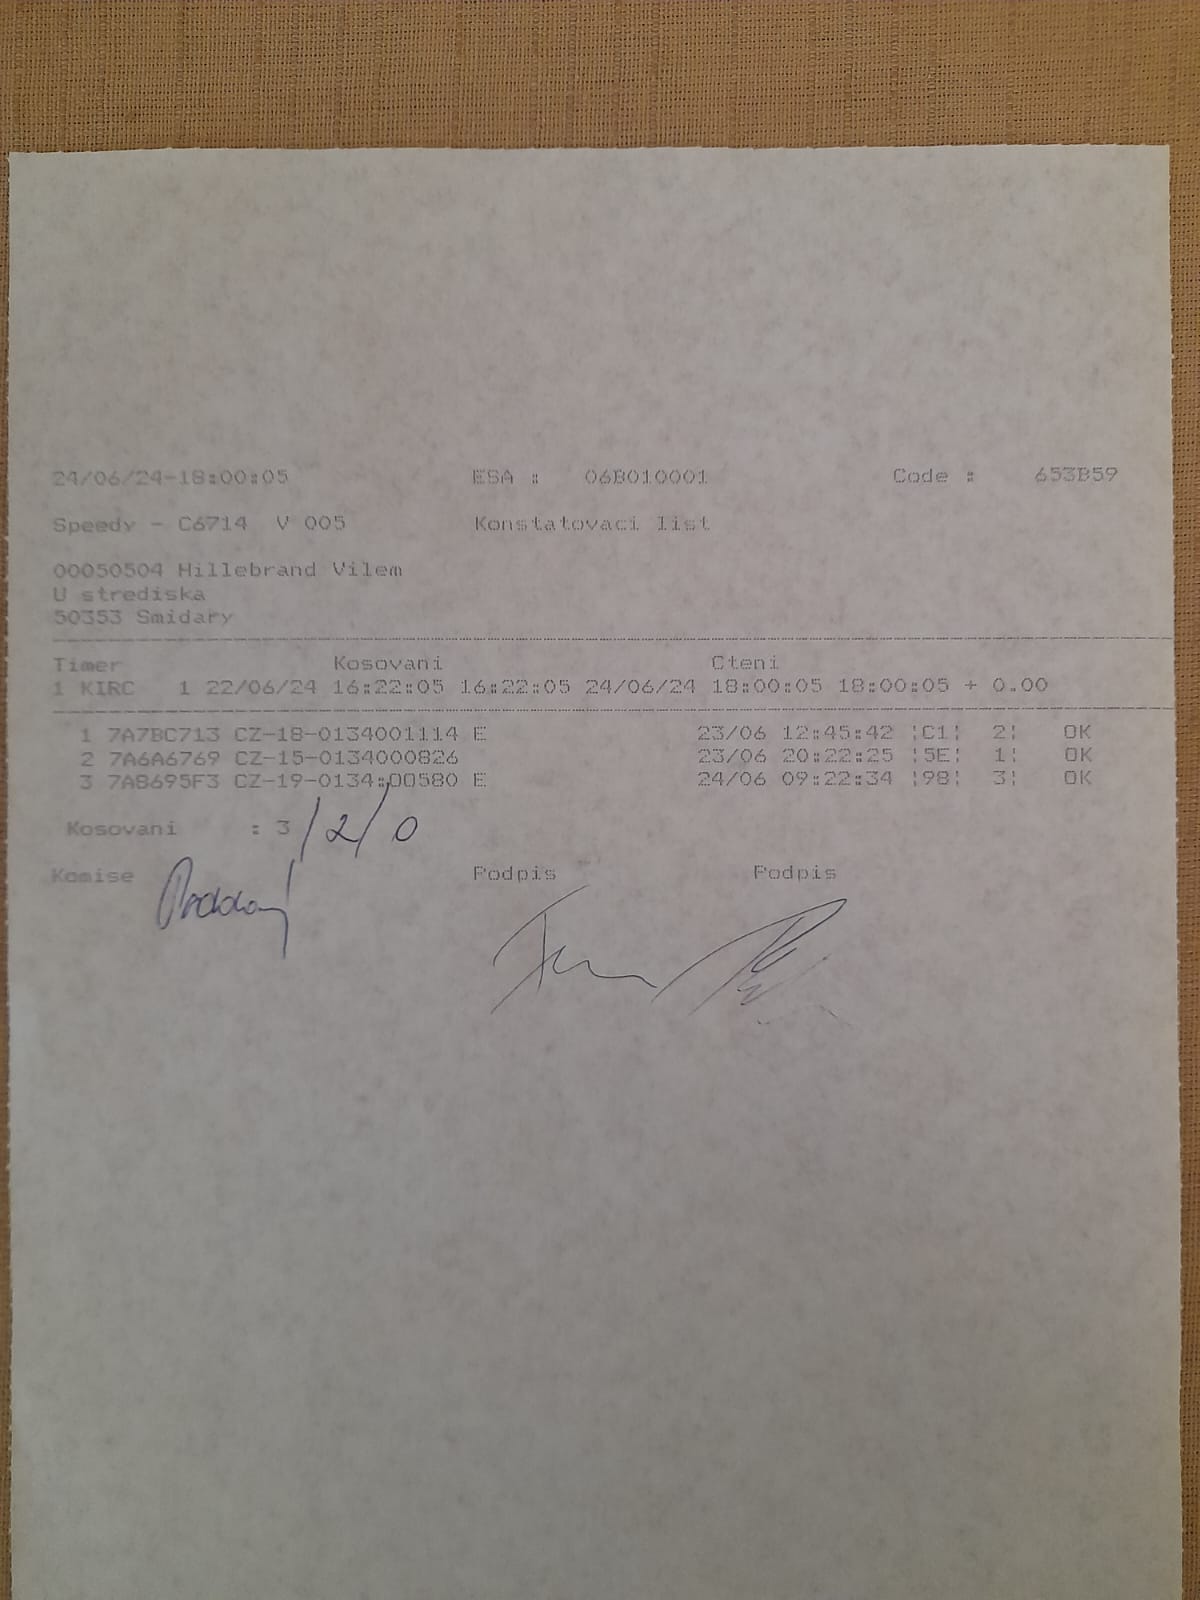 24/06/24-18:00:05 ESA : 06B010001 Code : 653B59
Speedy - C6714 V 005 Konstatovaci list
00050504 Hillebrand Vilem
U strediska
50353 Smidary
Timer Kosovani Cteni
1 KIRC 1 22/06/24 16:22:05 16:22:05 24/06/24 18:00:05 18:00:05 + 0.00
1 7A7BC713 CZ-18-0134001114 E 23/06 12:45:42 ¦C1¦ 2¦ OK
2 7A6A6769 CZ-15-0134000826 23/06 20:22:25 ¦5E¦ 1¦ OK
3 7AB695F3 CZ-19-0134:00580 E 24/06 09:22:34 ¦98¦ 3¦ OK
Kosovani : 3 / 2 / 0
Komise Podpis Podpis